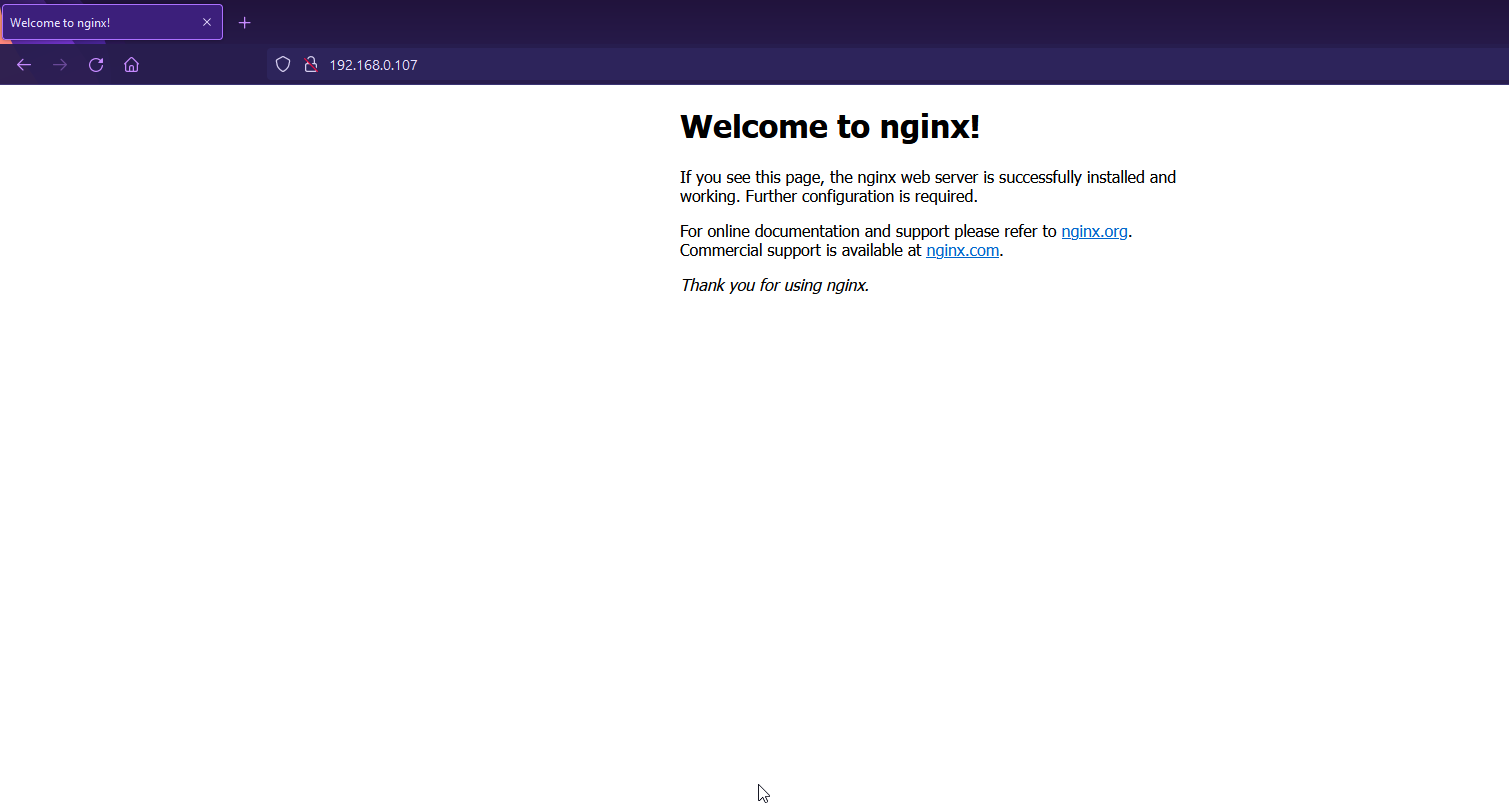 Welcome to nginx!
192.168.0.107
Welcome to nginx!
If you see this page, the nginx web server is successfully installed and
working. Further configuration is required.
For online documentation and support please refer to nginx.org.
Commercial support is available at nginx.com.
Thank you for using nginx.